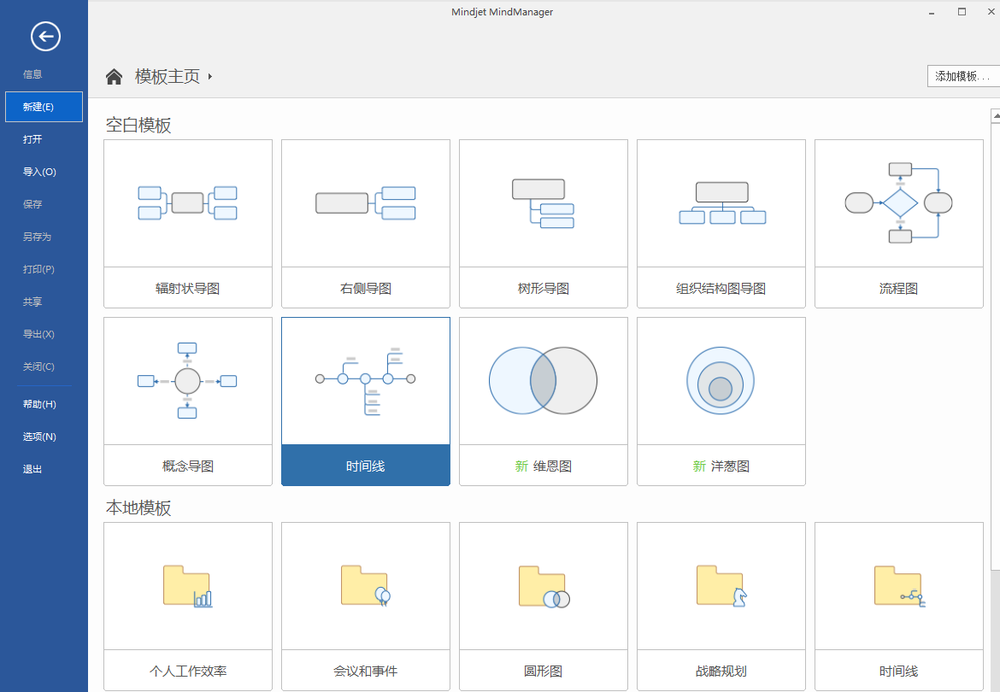 Mindjet MindManager
信息
新建(E)
打开
导入(O)
保存
另存为
打印(P)
共享
导出(X)
关闭(C)
帮助(H)
选项(N)
退出
模板主页
添加模板...
空白模板
辐射状导图
右侧导图
树形导图
组织结构图导图
流程图
概念导图
时间线
新 维恩图
新 洋葱图
本地模板
个人工作效率
会议和事件
圆形图
战略规划
时间线